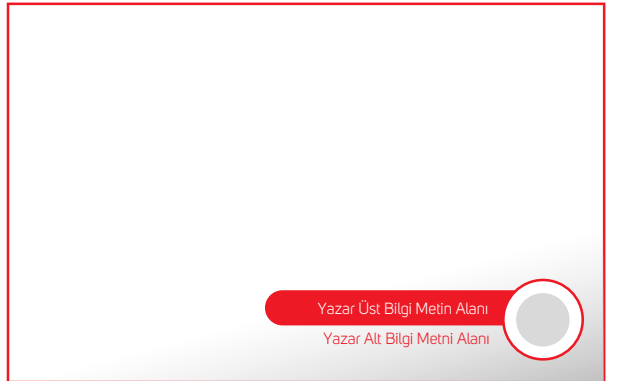 Yazar Üst Bilgi Metin Alanı
Yazar Alt Bilgi Metni Alanı